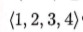 ⟨1, 2, 3, 4⟩